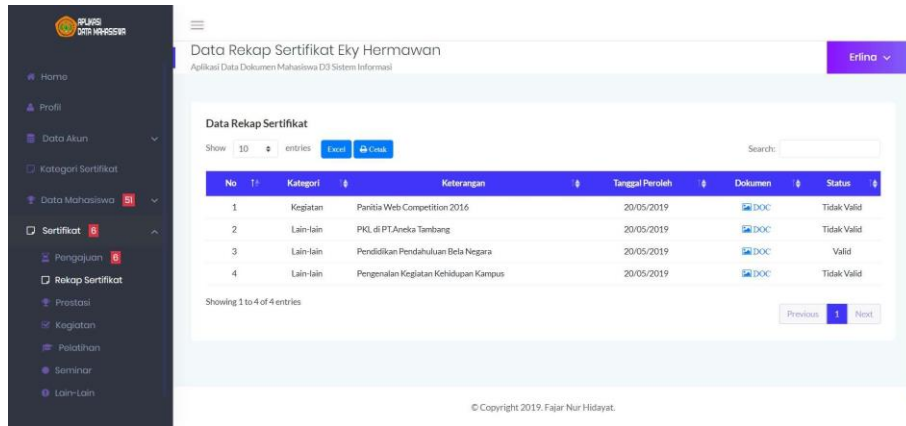 APLIKASI
DATA MAHASISWA
Home
Profil
Data Akun
Kategori Sertifikat
Data Mahasiswa 51
Sertifikat 6
Pengajuan 6
Rekap Sertifikat
Prestasi
Kegiatan
Pelatihan
Seminar
Lain-Lain
Data Rekap Sertifikat Eky Hermawan
Aplikasi Data Dokumen Mahasiswa D3 Sistem Informasi
Erlina
Data Rekap Sertifikat
Show 10 entries Excel Cetak Search:
No Kategori Keterangan Tanggal Peroleh Dokumen Status
1 Kegiatan Panitia Web Competition 2016 20/05/2019 DOC Tidak Valid
2 Lain-lain PKL di PT.Aneka Tambang 20/05/2019 DOC Tidak Valid
3 Lain-lain Pendidikan Pendahuluan Bela Negara 20/05/2019 DOC Valid
4 Lain-lain Pengenalan Kegiatan Kehidupan Kampus 20/05/2019 DOC Tidak Valid
Showing 1 to 4 of 4 entries
Previous 1 Next
© Copyright 2019. Fajar Nur Hidayat.